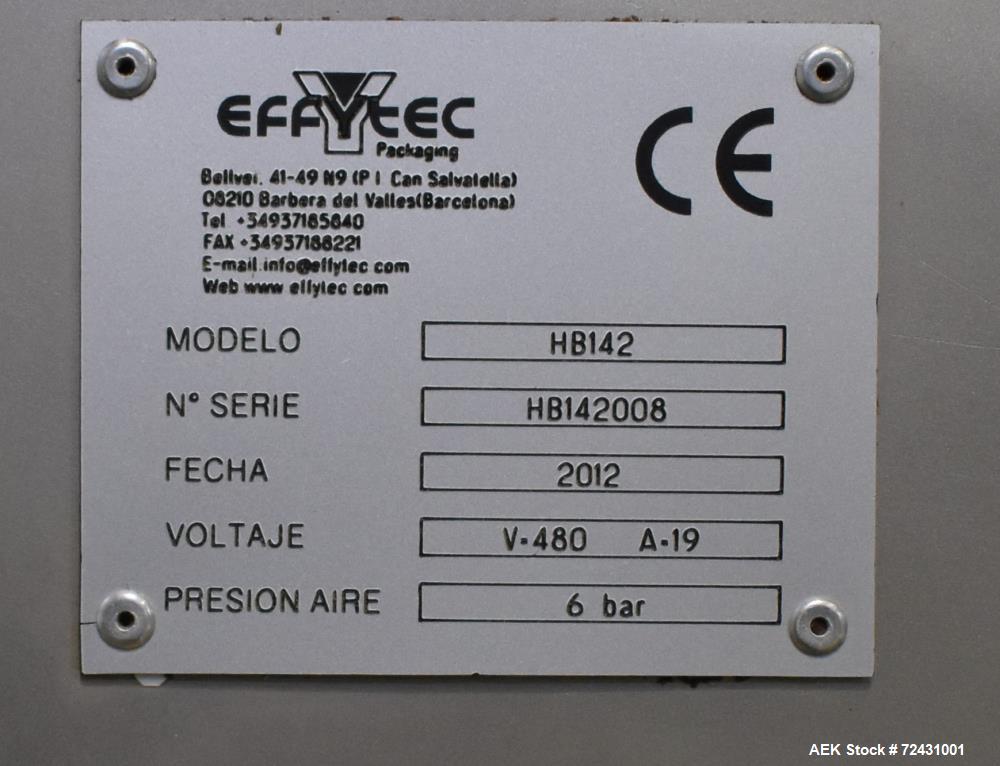 EFFYTEC
Packaging
CE
Bellvei. 41-49 N9 (P I Can Salvatella)
08210 Barbera del Valles(Barcelona)
Tel +34937185840
FAX +34937188221
E-mail.info@effytec com
Web www effytec com
MODELO HB142
Nº SERIE HB142008
FECHA 2012
VOLTAJE V-480 A-19
PRESION AIRE 6 bar
AEK Stock # 72431001